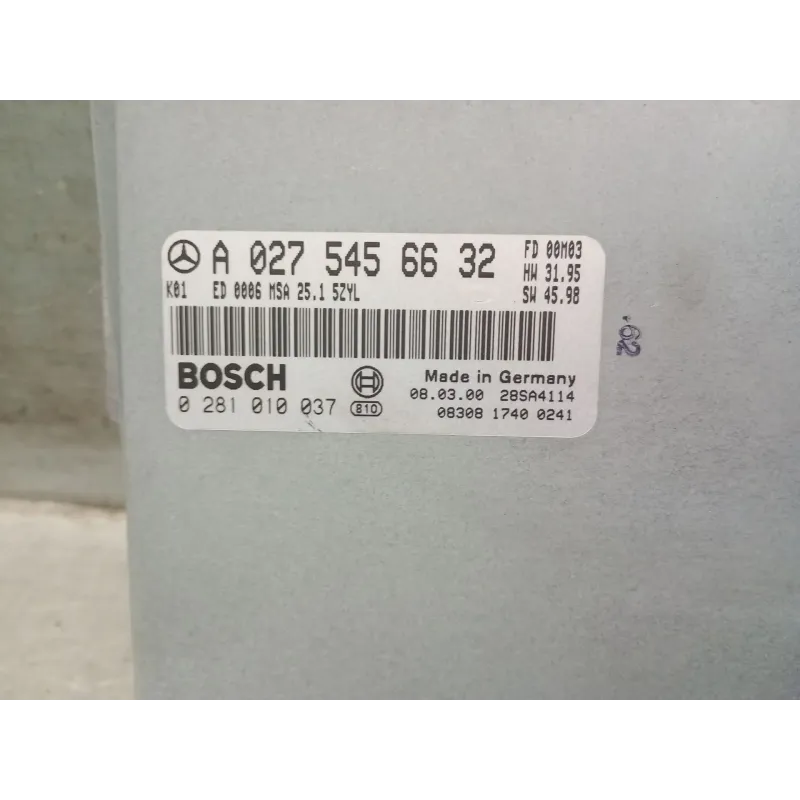 A 027 545 66 32
FD 00M03
HW 31.95
SW 45.98
K01 ED 0006 MSA 25.1 5ZYL
BOSCH
0 281 010 037
810
Made in Germany
08.03.00 28SA4114
08308 1740 0241
.62